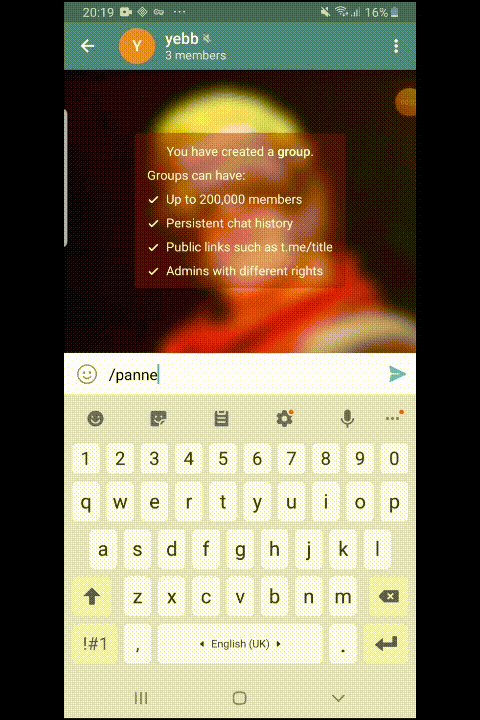 20:19 16%
Y
yebb
3 members
You have created a group.
Groups can have:
Up to 200,000 members
Persistent chat history
Public links such as t.me/title
Admins with different rights
/panne
1 2 3 4 5 6 7 8 9 0
q w e r t y u i o p
a s d f g h j k l
z x c v b n m
!#1 , English (UK) .